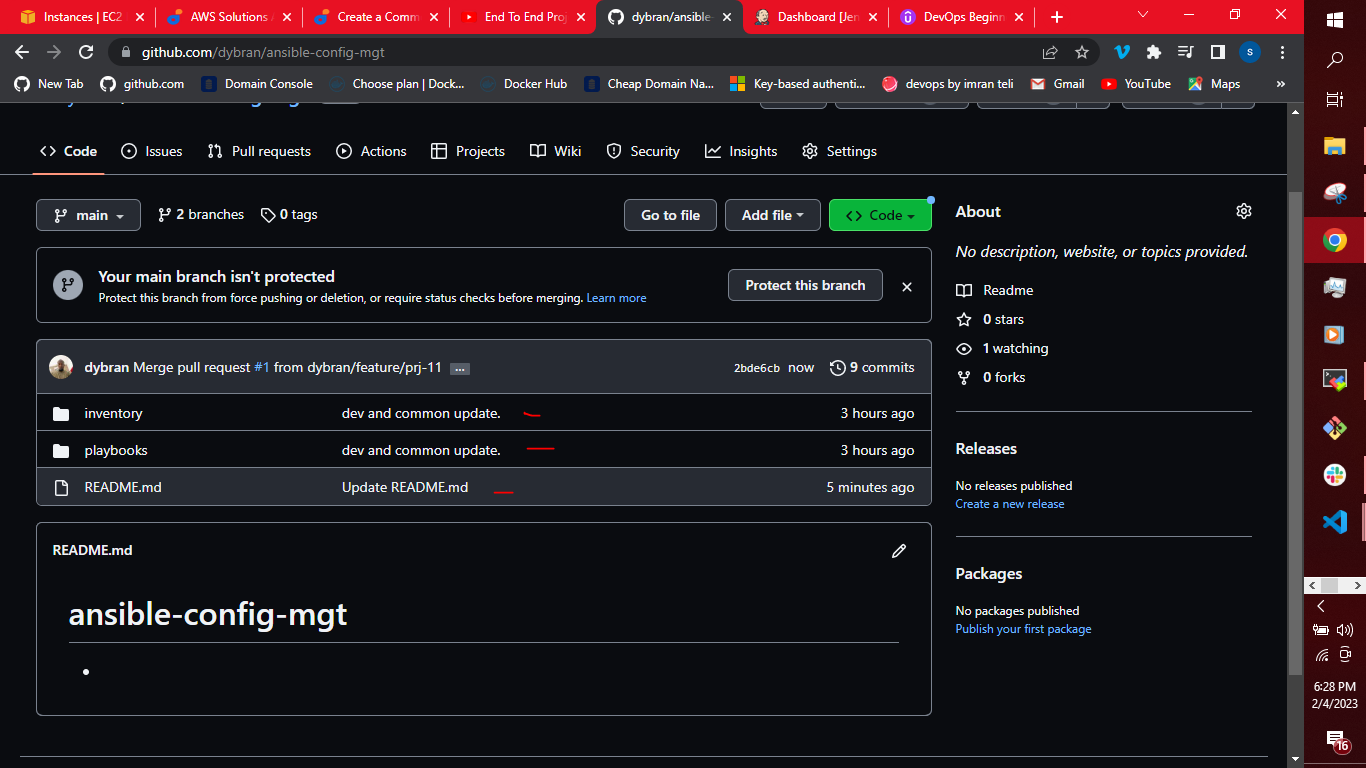 Instances | EC2
AWS Solutions
Create a Comm
End To End Proj
dybran/ansible-
Dashboard [Jen
DevOps Beginn
github.com/dybran/ansible-config-mgt
S
New Tab
github.com
Domain Console
Choose plan | Dock...
Docker Hub
Cheap Domain Na...
Key-based authenti...
devops by imran teli
Gmail
YouTube
Maps
»
Code
Issues
Pull requests
Actions
Projects
Wiki
Security
Insights
Settings
main
2 branches
0 tags
Go to file
Add file
Code
Your main branch isn't protected
Protect this branch from force pushing or deletion, or require status checks before merging. Learn more
Protect this branch
dybran Merge pull request #1 from dybran/feature/prj-11 ...
2bde6cb now
9 commits
inventory dev and common update. 3 hours ago
playbooks dev and common update. 3 hours ago
README.md Update README.md 5 minutes ago
README.md
ansible-config-mgt
•
About
No description, website, or topics provided.
Readme
0 stars
1 watching
0 forks
Releases
No releases published
Create a new release
Packages
No packages published
Publish your first package
6:28 PM
2/4/2023
16